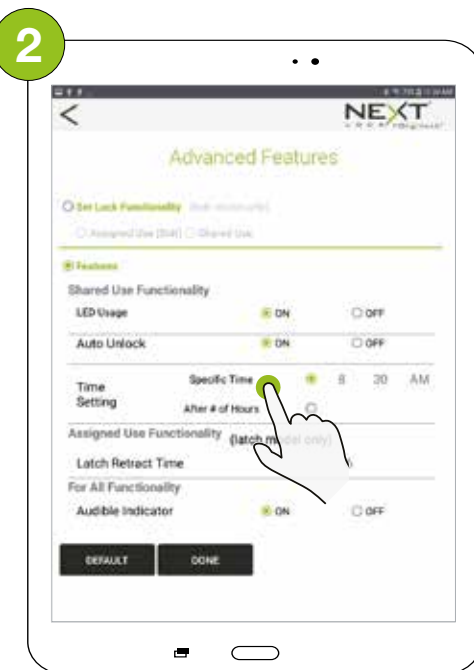 2
NEXT
Advanced Features
Set Lock Functionality
Assigned Use Shared Use
Features
Shared Use Functionality
LED Usage ON OFF
Auto Unlock ON OFF
Time Setting
Specific Time 8 20 AM
After # of Hours
Assigned Use Functionality (latch model only)
Latch Retract Time
For All Functionality
Audible Indicator ON OFF
DEFAULT DONE